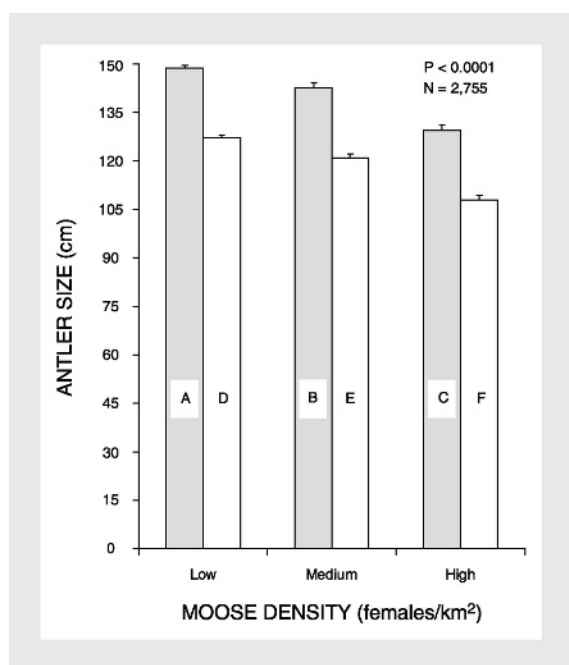 P < 0.0001
N = 2,755
150
135
120
105
90
75
60
45
30
15
0
ANTLER SIZE (cm)
A D B E C F
Low Medium High
MOOSE DENSITY (females/km²)